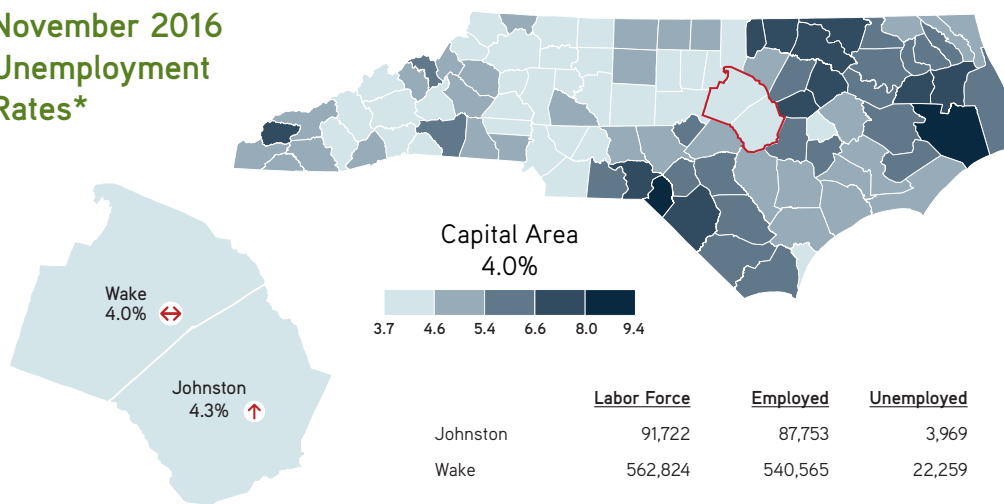 November 2016
Unemployment
Rates*
Capital Area
4.0%
3.7 4.6 5.4 6.6 8.0 9.4
Wake
4.0%
Johnston
4.3%
Labor Force Employed Unemployed
Johnston 91,722 87,753 3,969
Wake 562,824 540,565 22,259